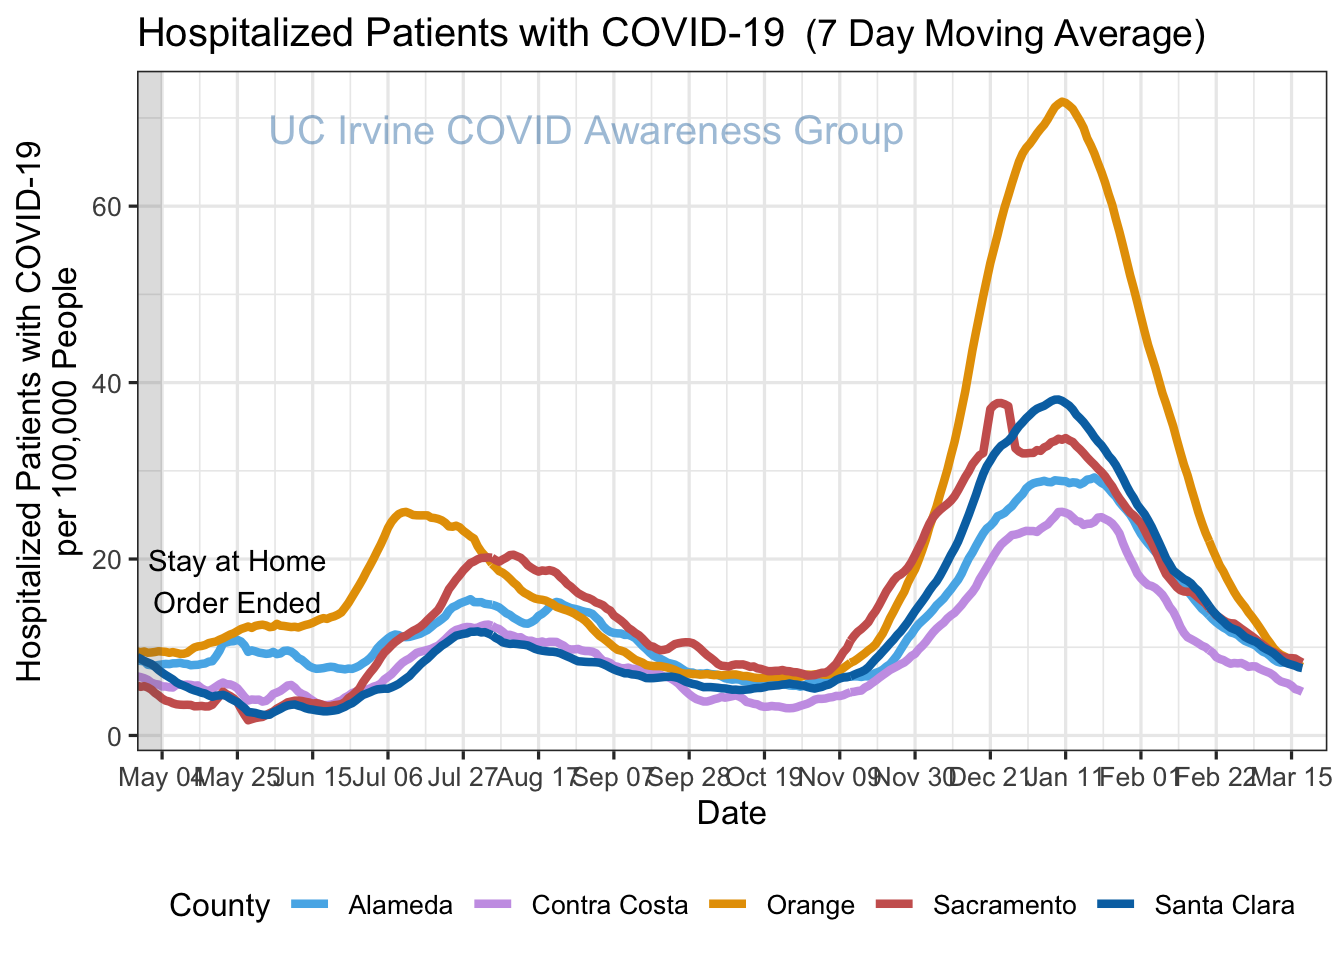 Hospitalized Patients with COVID-19 (7 Day Moving Average)
UC Irvine COVID Awareness Group
Hospitalized Patients with COVID-19
per 100,000 People
60
40
20
0
Stay at Home
Order Ended
May 04 May 25 Jun 15 Jul 06 Jul 27 Aug 17 Sep 07 Sep 28 Oct 19 Nov 09 Nov 30 Dec 21 Jan 11 Feb 01 Feb 22 Mar 15
Date
County Alameda Contra Costa Orange Sacramento Santa Clara